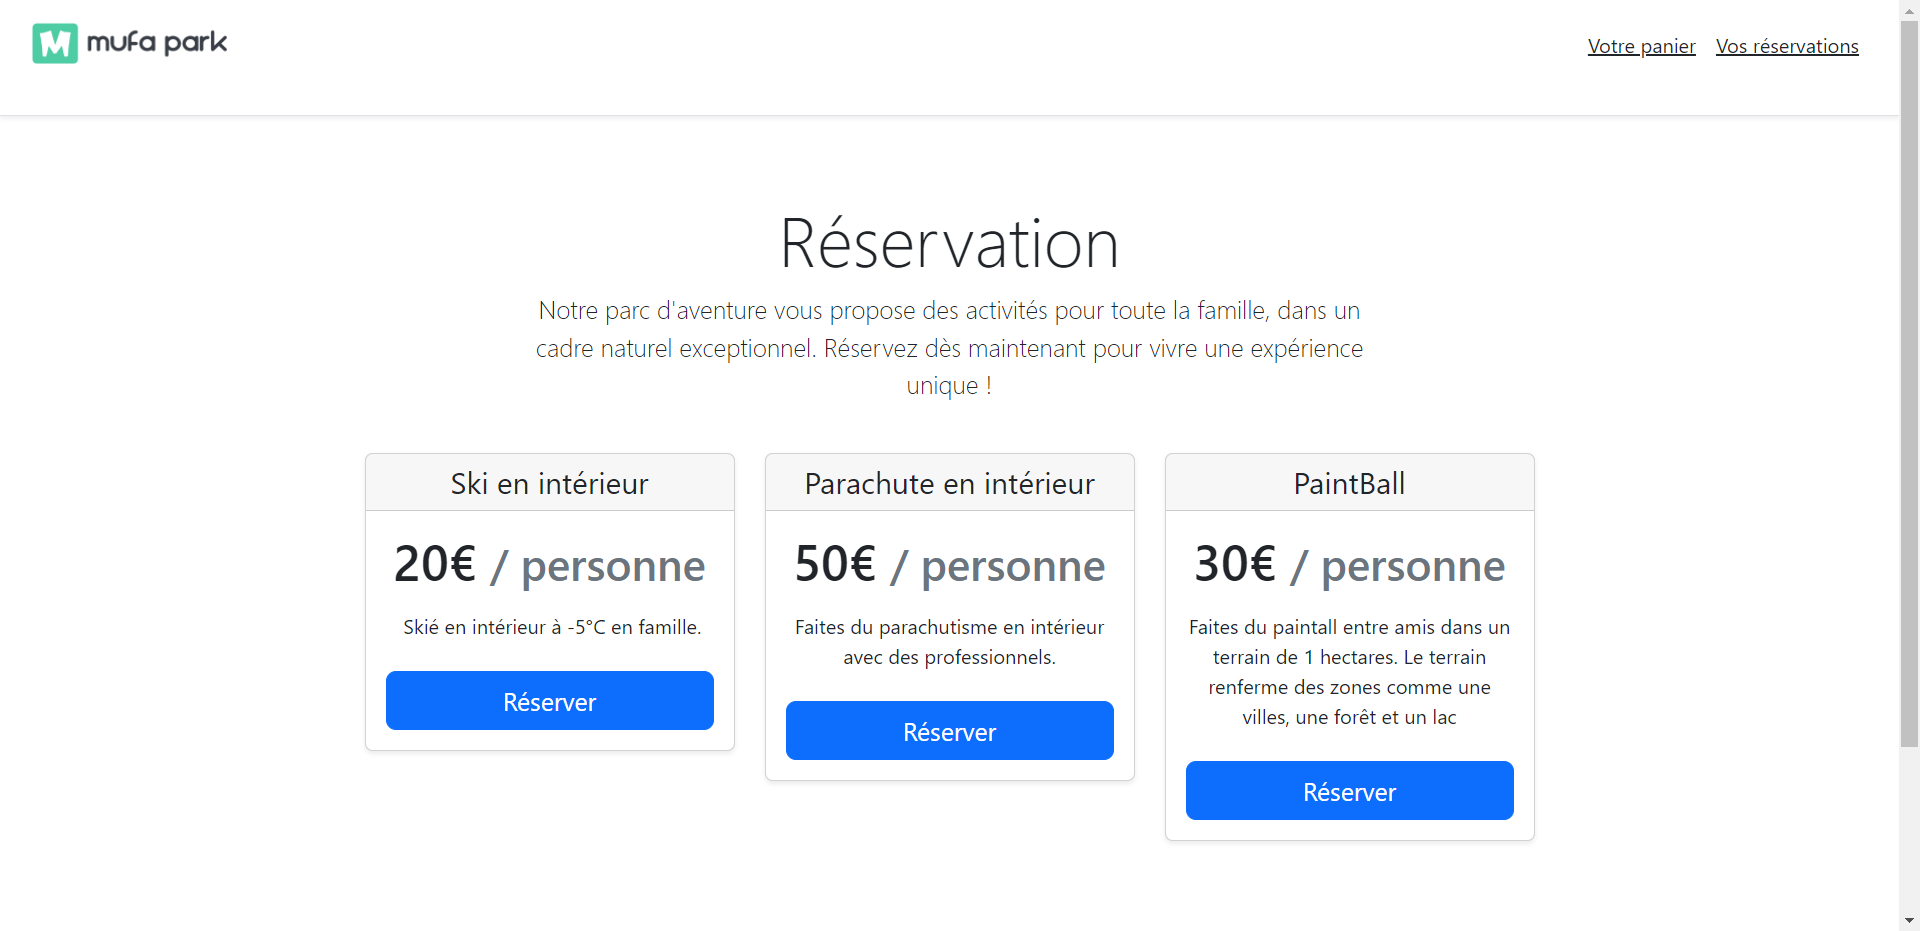 M mufa park
Votre panier Vos réservations
Réservation
Notre parc d'aventure vous propose des activités pour toute la famille, dans un
cadre naturel exceptionnel. Réservez dès maintenant pour vivre une expérience
unique !
Ski en intérieur
20€ / personne
Skié en intérieur à -5°C en famille.
Réserver
Parachute en intérieur
50€ / personne
Faites du parachutisme en intérieur
avec des professionnels.
Réserver
PaintBall
30€ / personne
Faites du paintall entre amis dans un
terrain de 1 hectares. Le terrain
renferme des zones comme une
villes, une forêt et un lac
Réserver